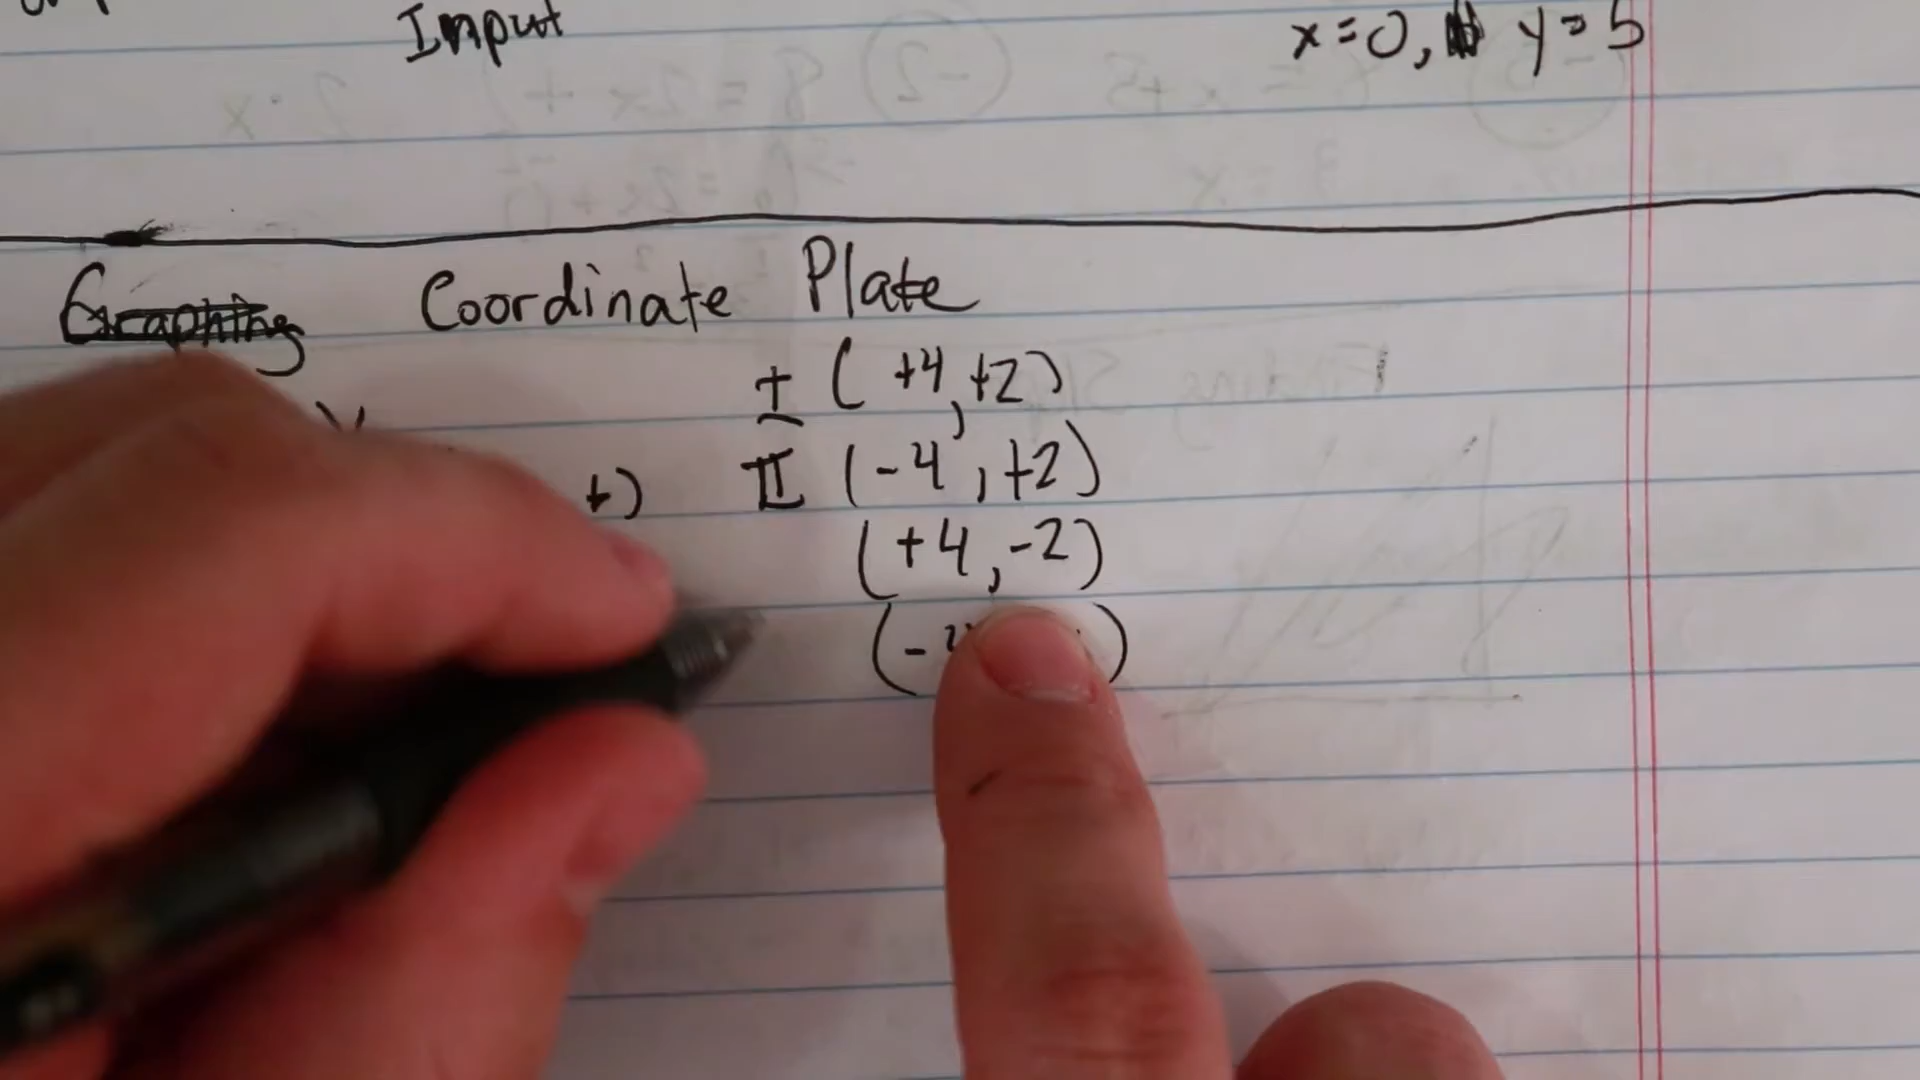 Input
x=0, y=5
Graphing Coordinate Plate
I (+4,+2)
+) II (-4,+2)
(+4,-2)
(- )